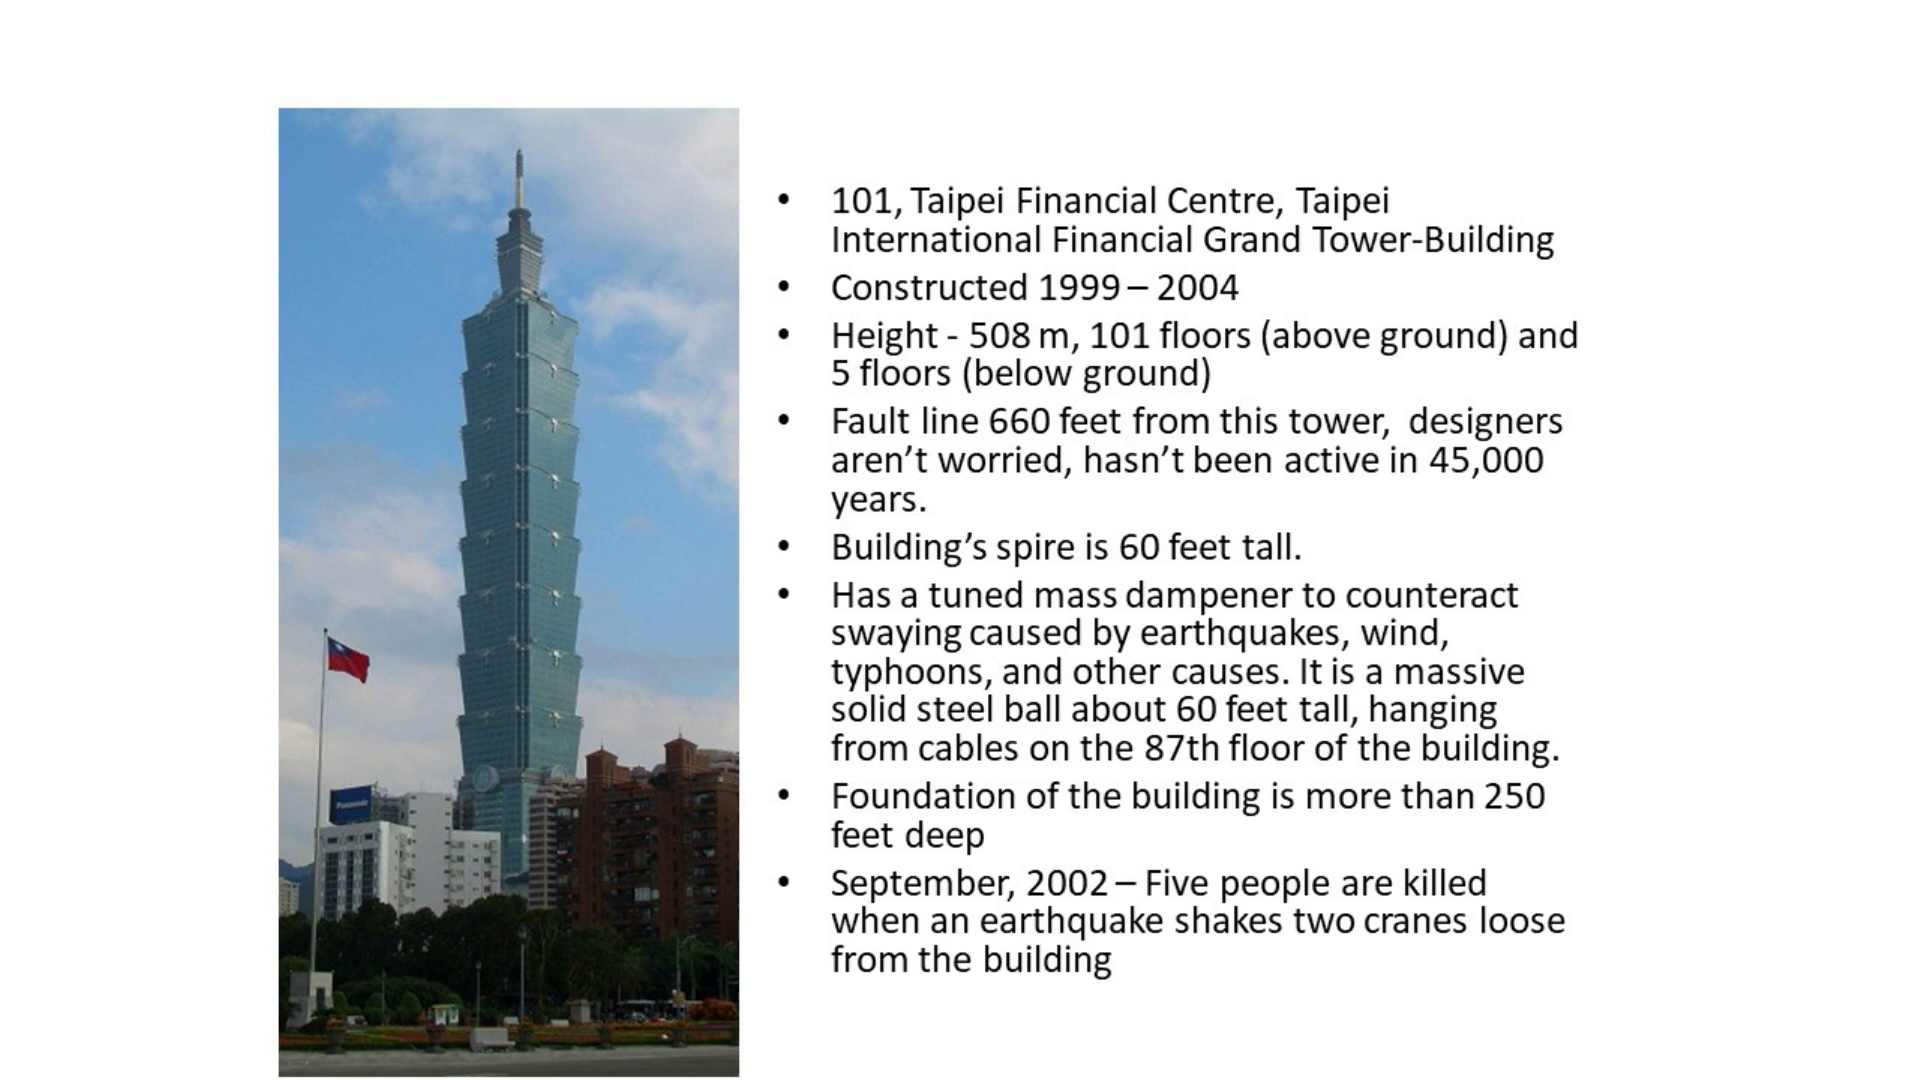 • 101, Taipei Financial Centre, Taipei
International Financial Grand Tower-Building
• Constructed 1999 – 2004
• Height - 508 m, 101 floors (above ground) and
5 floors (below ground)
• Fault line 660 feet from this tower, designers
aren’t worried, hasn’t been active in 45,000
years.
• Building’s spire is 60 feet tall.
• Has a tuned mass dampener to counteract
swaying caused by earthquakes, wind,
typhoons, and other causes. It is a massive
solid steel ball about 60 feet tall, hanging
from cables on the 87th floor of the building.
• Foundation of the building is more than 250
feet deep
• September, 2002 – Five people are killed
when an earthquake shakes two cranes loose
from the building
Panasonic